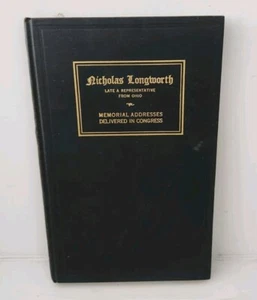 Nicholas Longworth
LATE A REPRESENTATIVE
FROM OHIO
MEMORIAL ADDRESSES
DELIVERED IN CONGRESS